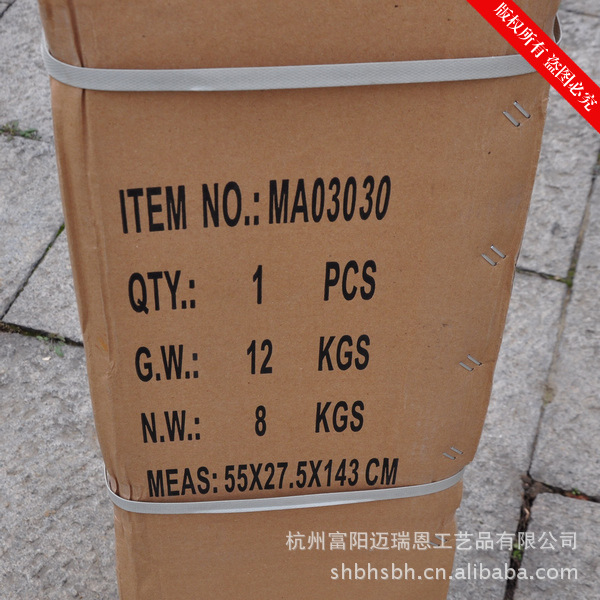 版权所有 盗图必究
ITEM NO.: MA03030
QTY.: 1 PCS
G.W.: 12 KGS
N.W.: 8 KGS
MEAS: 55X27.5X143 CM
杭州富阳迈瑞恩工艺品有限公司
shbhsbh.cn.alibaba.com